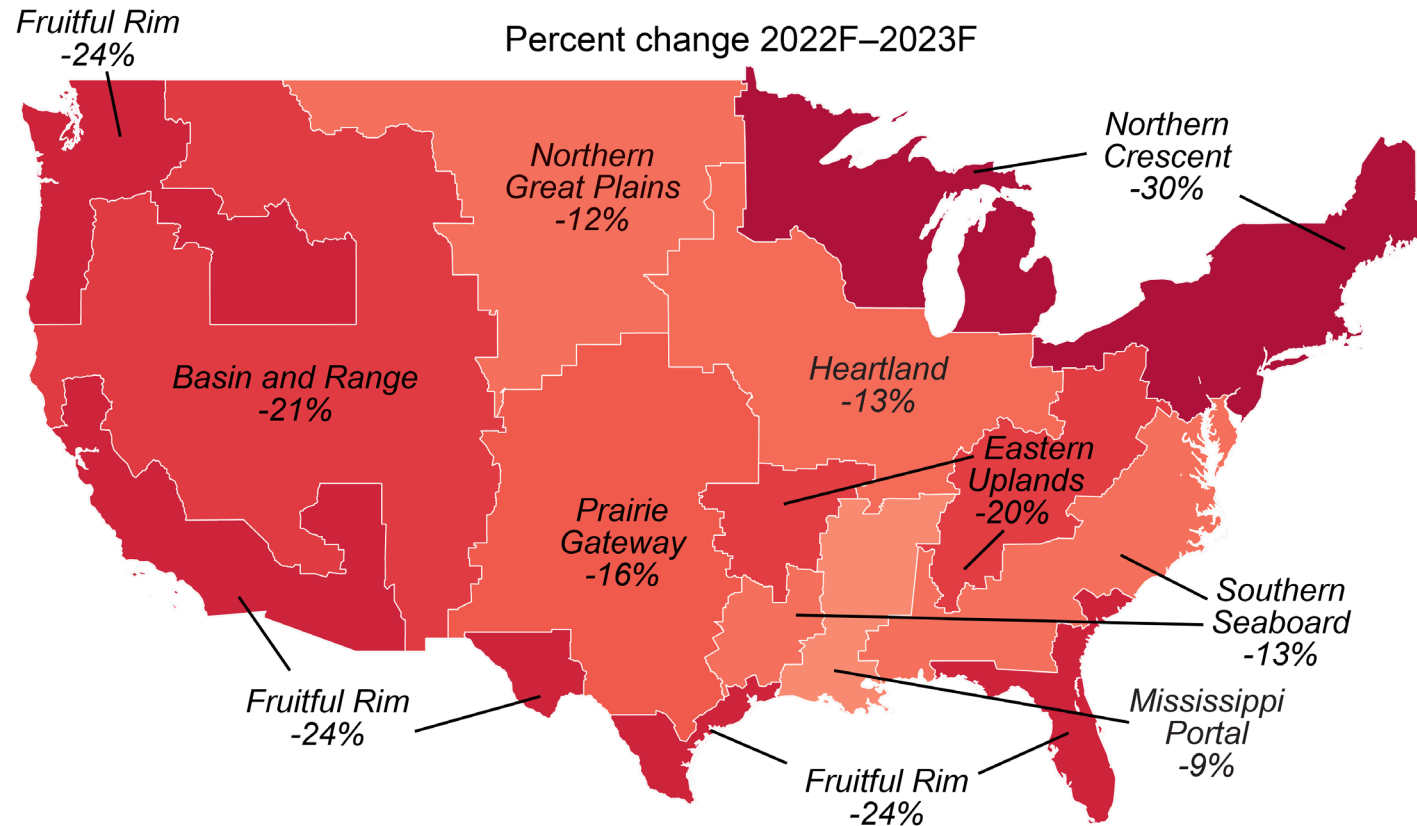 Fruitful Rim
-24%
Percent change 2022F–2023F
Northern
Crescent
-30%
Northern
Great Plains
-12%
Basin and Range
-21%
Heartland
-13%
Eastern
Uplands
-20%
Prairie
Gateway
-16%
Southern
Seaboard
-13%
Fruitful Rim
-24%
Mississippi
Portal
-9%
Fruitful Rim
-24%